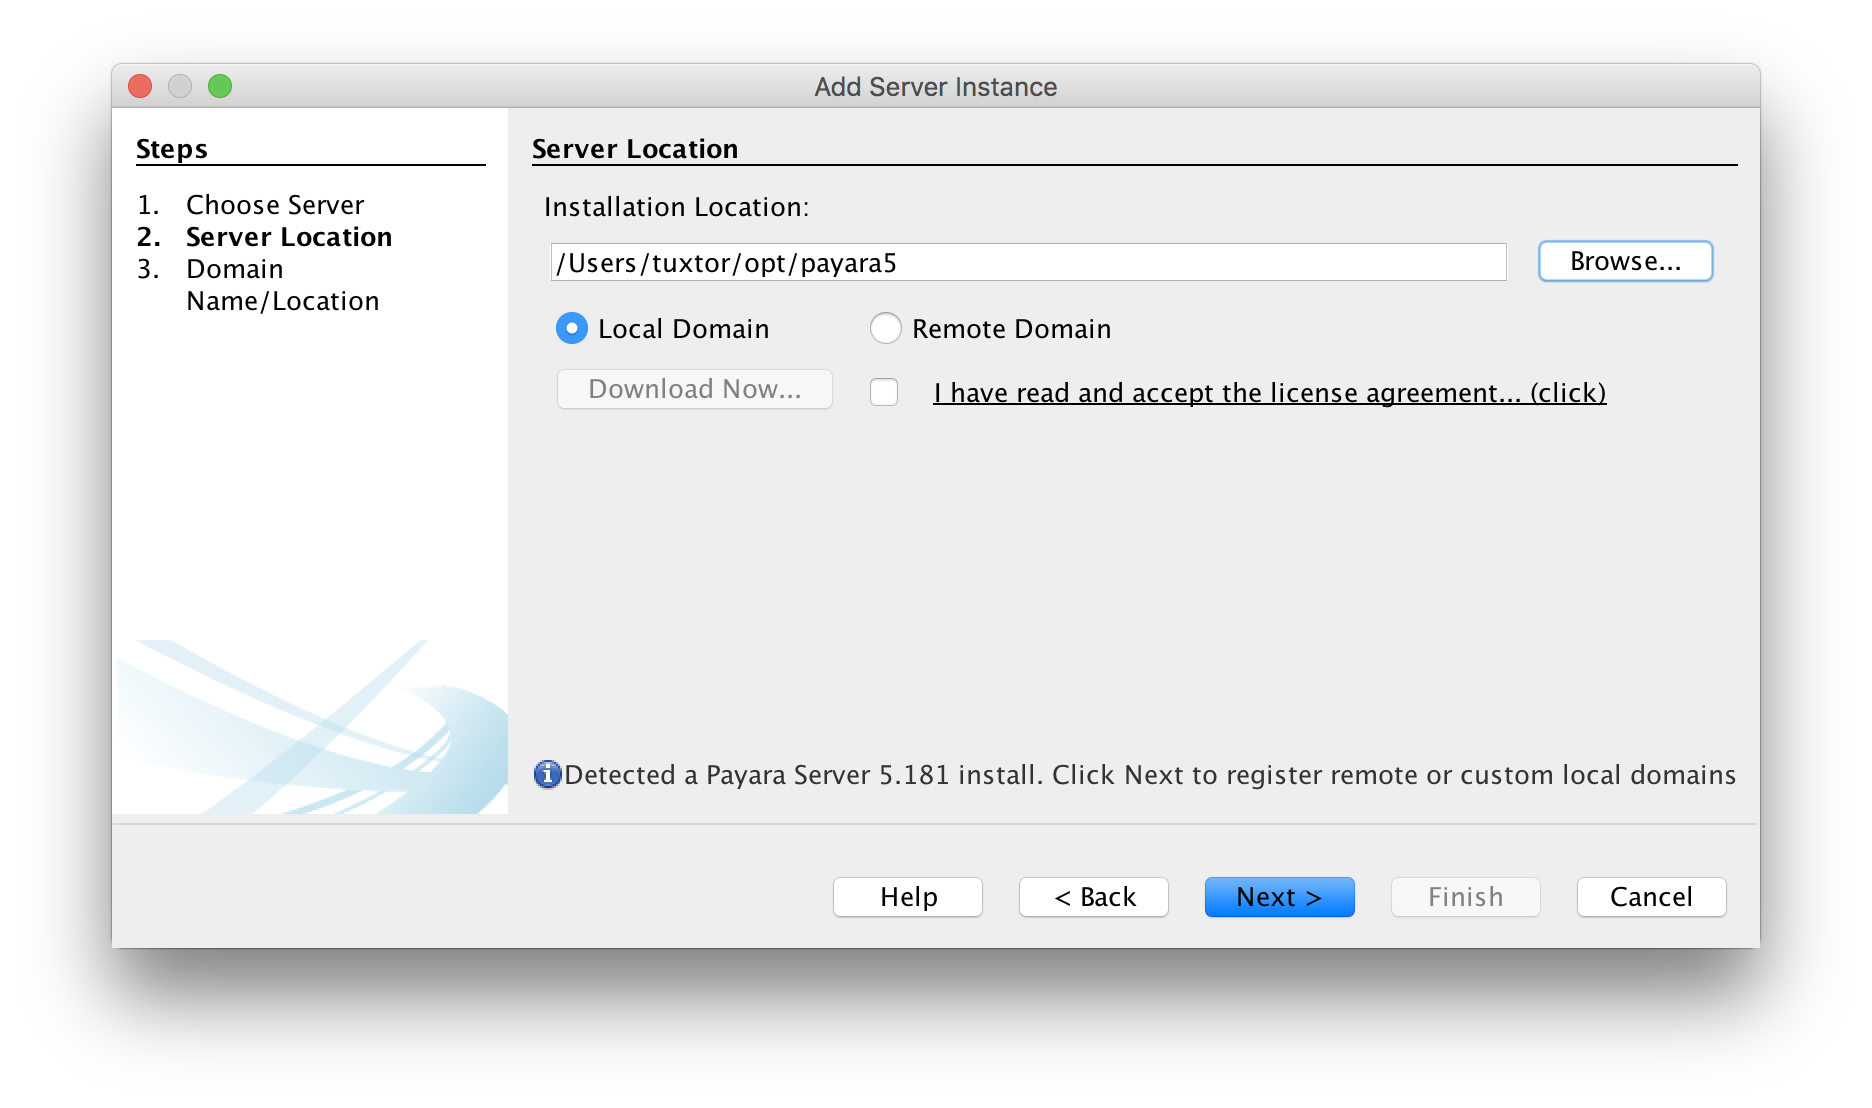 Add Server Instance
Steps
1. Choose Server
2. Server Location
3. Domain
Name/Location
Server Location
Installation Location:
/Users/tuxtor/opt/payara5
Browse...
Local Domain
Remote Domain
Download Now...
I have read and accept the license agreement... (click)
Detected a Payara Server 5.181 install. Click Next to register remote or custom local domains
Help
< Back
Next >
Finish
Cancel